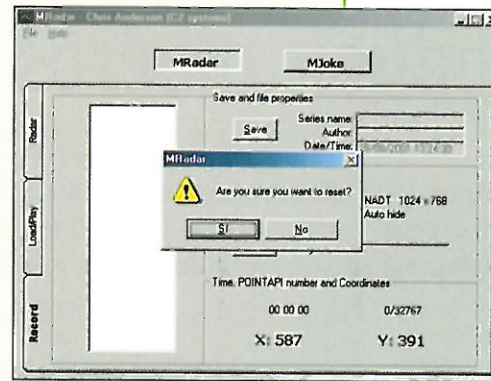 MRadar - Chris Anderson (C2 systems)
File Help
MRadar MJoke
Radar
Load/Play
Record
Save and file properties
Save
Series name:
Author:
Date/Time:
MRadar
Are you sure you want to reset?
SI No
NADT 1024 × 768
Auto hide
Time, POINTAPI number and Coordinates
00 00 00 0/32767
X: 587 Y: 391